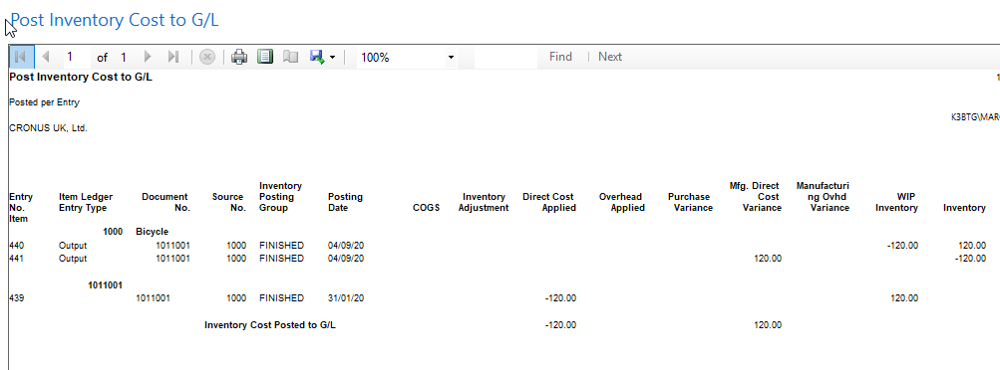 Post Inventory Cost to G/L
1 of 1 100% Find Next
Post Inventory Cost to G/L 1
Posted per Entry
K3BTG\MAR
CRONUS UK, Ltd.
Inventory Mfg. Direct Manufacturi
Entry Item Ledger Document Source Posting Posting Inventory Direct Cost Overhead Purchase Cost ng Ovhd WIP
No. Entry Type No. No. Group Date COGS Adjustment Applied Applied Variance Variance Variance Inventory Inventory
Item
1000 Bicycle
440 Output 1011001 1000 FINISHED 04/09/20 -120.00 120.00
441 Output 1011001 1000 FINISHED 04/09/20 120.00 -120.00
1011001
439 1011001 1000 FINISHED 31/01/20 -120.00 120.00
Inventory Cost Posted to G/L -120.00 120.00